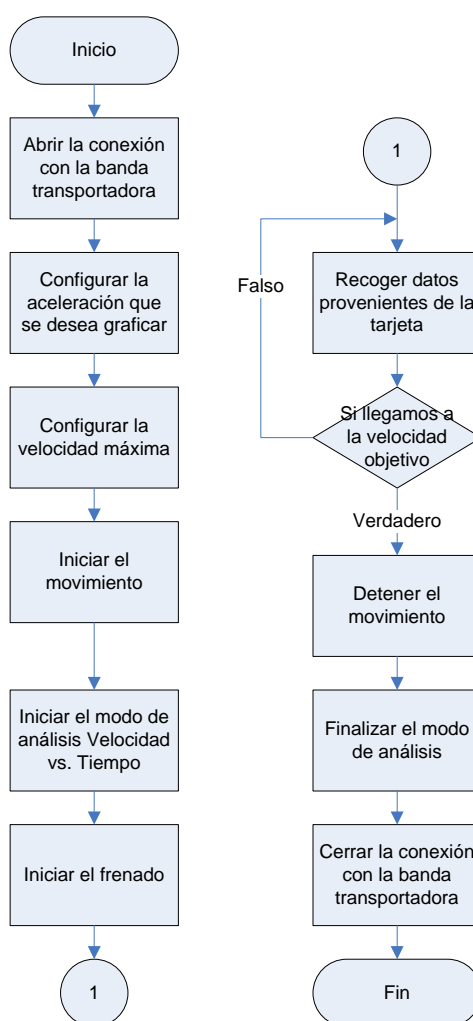 Inicio
Abrir la conexión
con la banda
transportadora
Configurar la
aceleración que
se desea graficar
Configurar la
velocidad máxima
Iniciar el
movimiento
Iniciar el modo de
análisis Velocidad
vs. Tiempo
Iniciar el frenado
1
1
Recoger datos
provenientes de la
tarjeta
Falso
Si llegamos a
la velocidad
objetivo
Verdadero
Detener el
movimiento
Finalizar el modo
de análisis
Cerrar la conexión
con la banda
transportadora
Fin